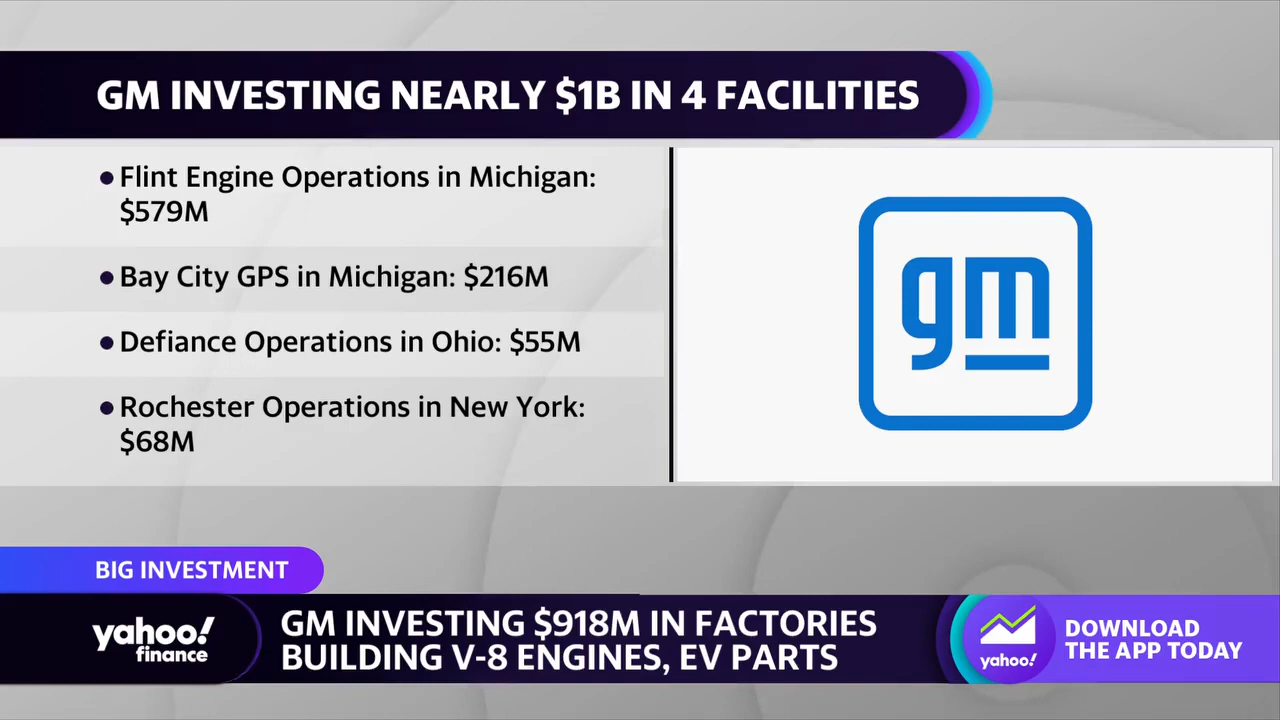 GM INVESTING NEARLY $1B IN 4 FACILITIES
● Flint Engine Operations in Michigan:
$579M
● Bay City GPS in Michigan: $216M
● Defiance Operations in Ohio: $55M
● Rochester Operations in New York:
$68M
gm
BIG INVESTMENT
yahoo!
finance
GM INVESTING $918M IN FACTORIES
BUILDING V-8 ENGINES, EV PARTS
yahoo!
DOWNLOAD
THE APP TODAY